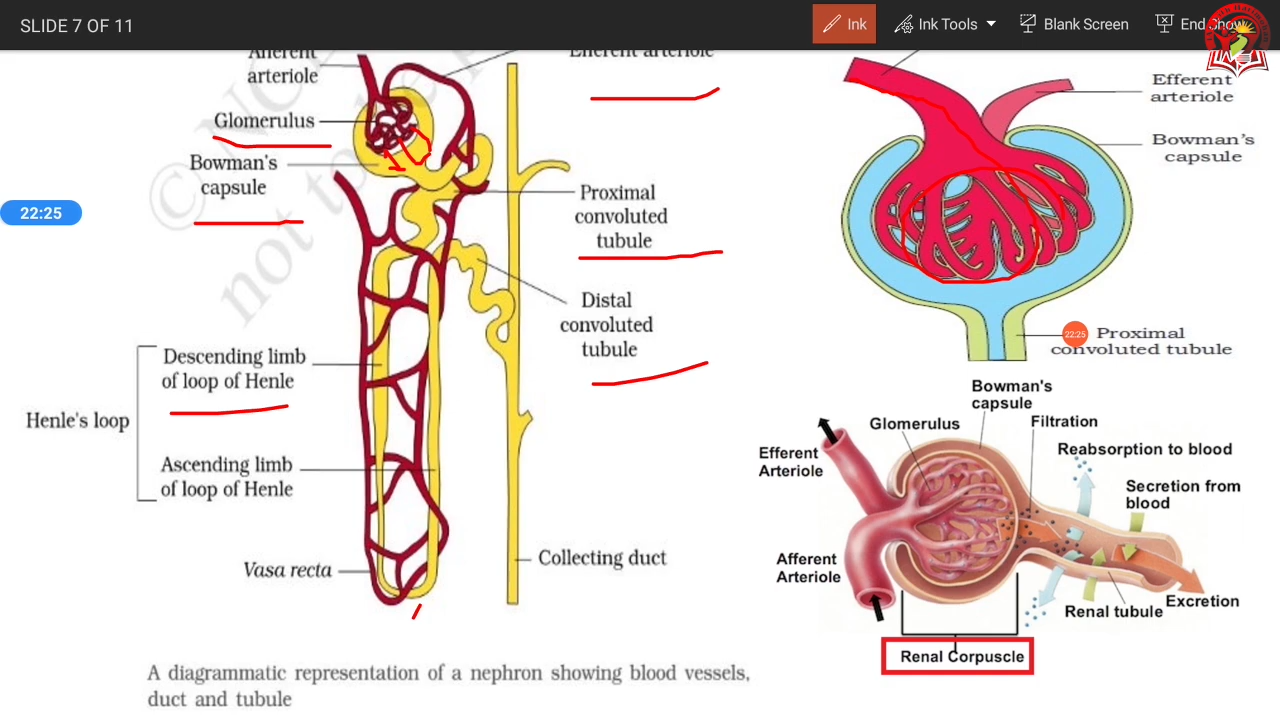 SLIDE 7 OF 11
Ink
Ink Tools
Blank Screen
End Show
22:25
Afferent
arteriole
Efferent arteriole
Glomerulus
Bowman's
capsule
Proximal
convoluted
tubule
Distal
convoluted
tubule
Descending limb
of loop of Henle
Henle's loop
Ascending limb
of loop of Henle
Vasa recta
Collecting duct
© NC
not to be r
A diagrammatic representation of a nephron showing blood vessels,
duct and tubule
Efferent
arteriole
Bowman's
capsule
22:25
Proximal
convoluted tubule
Bowman's
capsule
Glomerulus
Filtration
Reabsorption to blood
Efferent
Arteriole
Secretion from
blood
Afferent
Arteriole
Renal tubule
Excretion
Renal Corpuscle